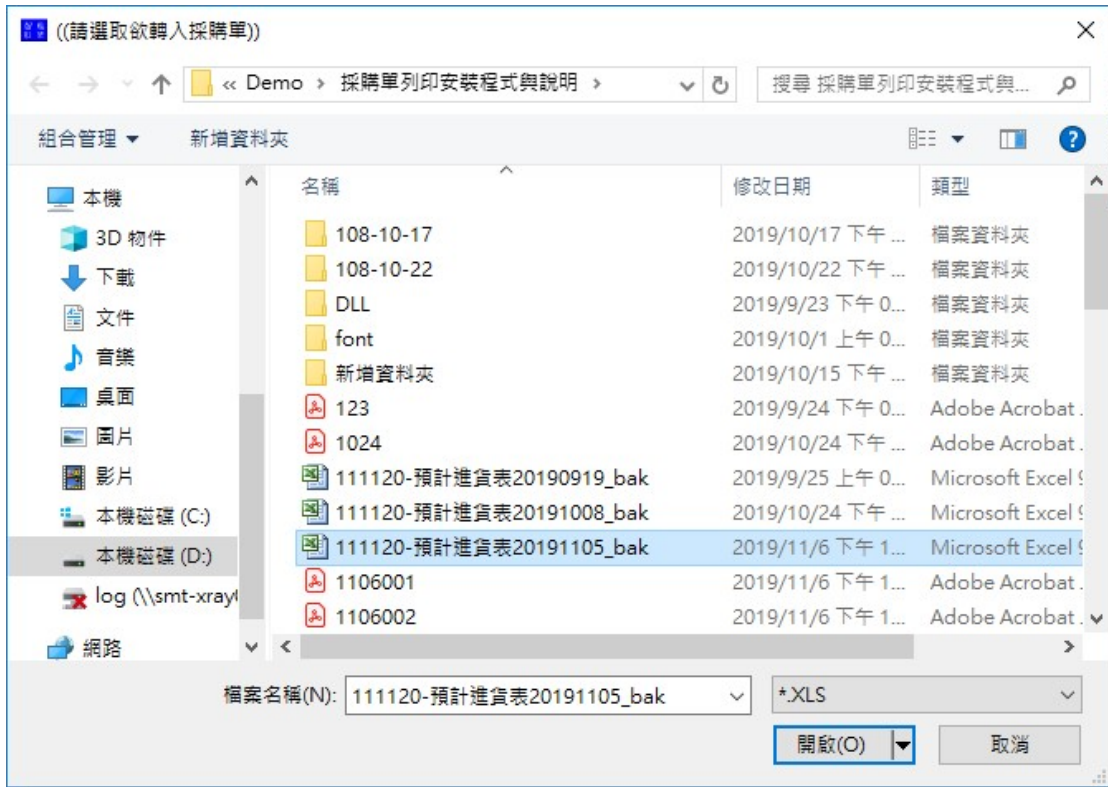 ((請選取欲轉入採購單))
« Demo › 採購單列印安裝程式與說明 ›
搜尋 採購單列印安裝程式與...
組合管理 新增資料夾
名稱 修改日期 類型
本機
3D 物件
下載
文件
音樂
桌面
圖片
影片
本機磁碟 (C:)
本機磁碟 (D:)
log (\\smt-xray
網路
108-10-17 2019/10/17 下午 ... 檔案資料夾
108-10-22 2019/10/22 下午 ... 檔案資料夾
DLL 2019/9/23 下午 0... 檔案資料夾
font 2019/10/1 上午 0... 檔案資料夾
新增資料夾 2019/10/15 下午 ... 檔案資料夾
123 2019/9/24 下午 0... Adobe Acrobat .
1024 2019/10/24 下午 ... Adobe Acrobat .
111120-預計進貨表20190919_bak 2019/9/25 上午 0... Microsoft Excel 9
111120-預計進貨表20191008_bak 2019/10/24 下午 ... Microsoft Excel 9
111120-預計進貨表20191105_bak 2019/11/6 下午 1... Microsoft Excel 9
1106001 2019/11/6 下午 1... Adobe Acrobat .
1106002 2019/11/6 下午 1... Adobe Acrobat .
檔案名稱(N): 111120-預計進貨表20191105_bak *.XLS
開啟(O) 取消